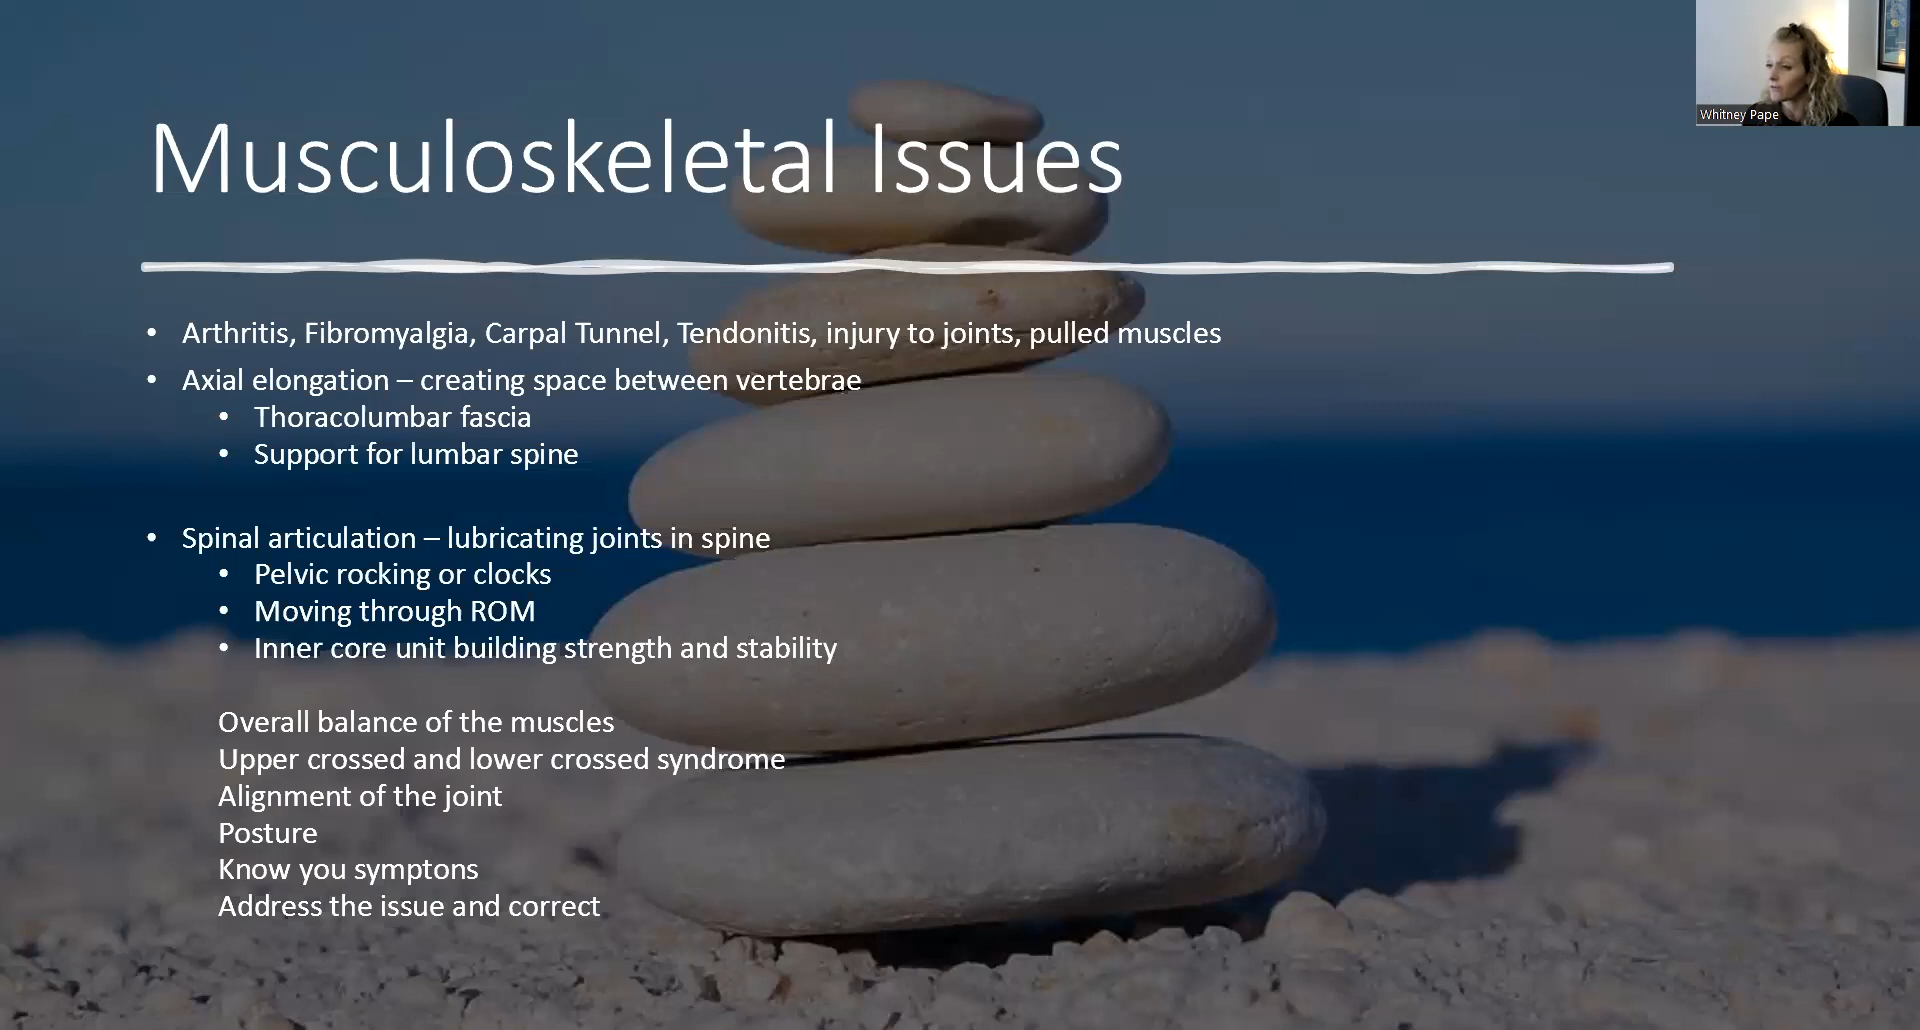 Musculoskeletal Issues
Whitney Pape
• Arthritis, Fibromyalgia, Carpal Tunnel, Tendonitis, injury to joints, pulled muscles
• Axial elongation – creating space between vertebrae
• Thoracolumbar fascia
• Support for lumbar spine
• Spinal articulation – lubricating joints in spine
• Pelvic rocking or clocks
• Moving through ROM
• Inner core unit building strength and stability
Overall balance of the muscles
Upper crossed and lower crossed syndrome
Alignment of the joint
Posture
Know you symptons
Address the issue and correct